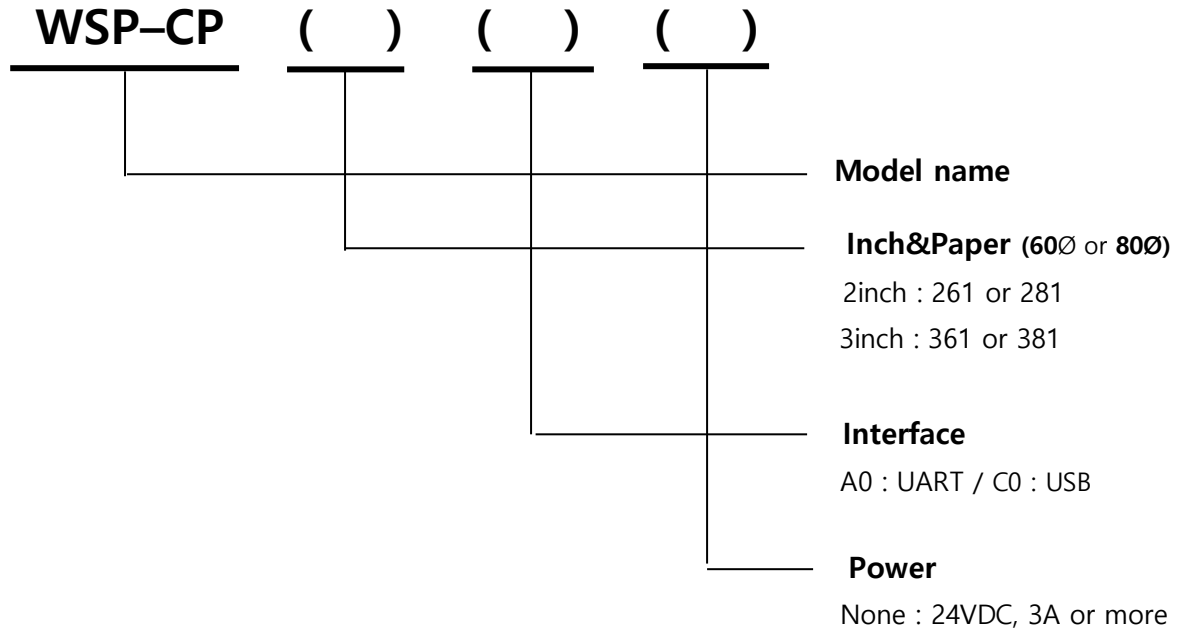 WSP–CP ( ) ( ) ( )
Model name
Inch&Paper (60Ø or 80Ø)
2inch : 261 or 281
3inch : 361 or 381
Interface
A0 : UART / C0 : USB
Power
None : 24VDC, 3A or more